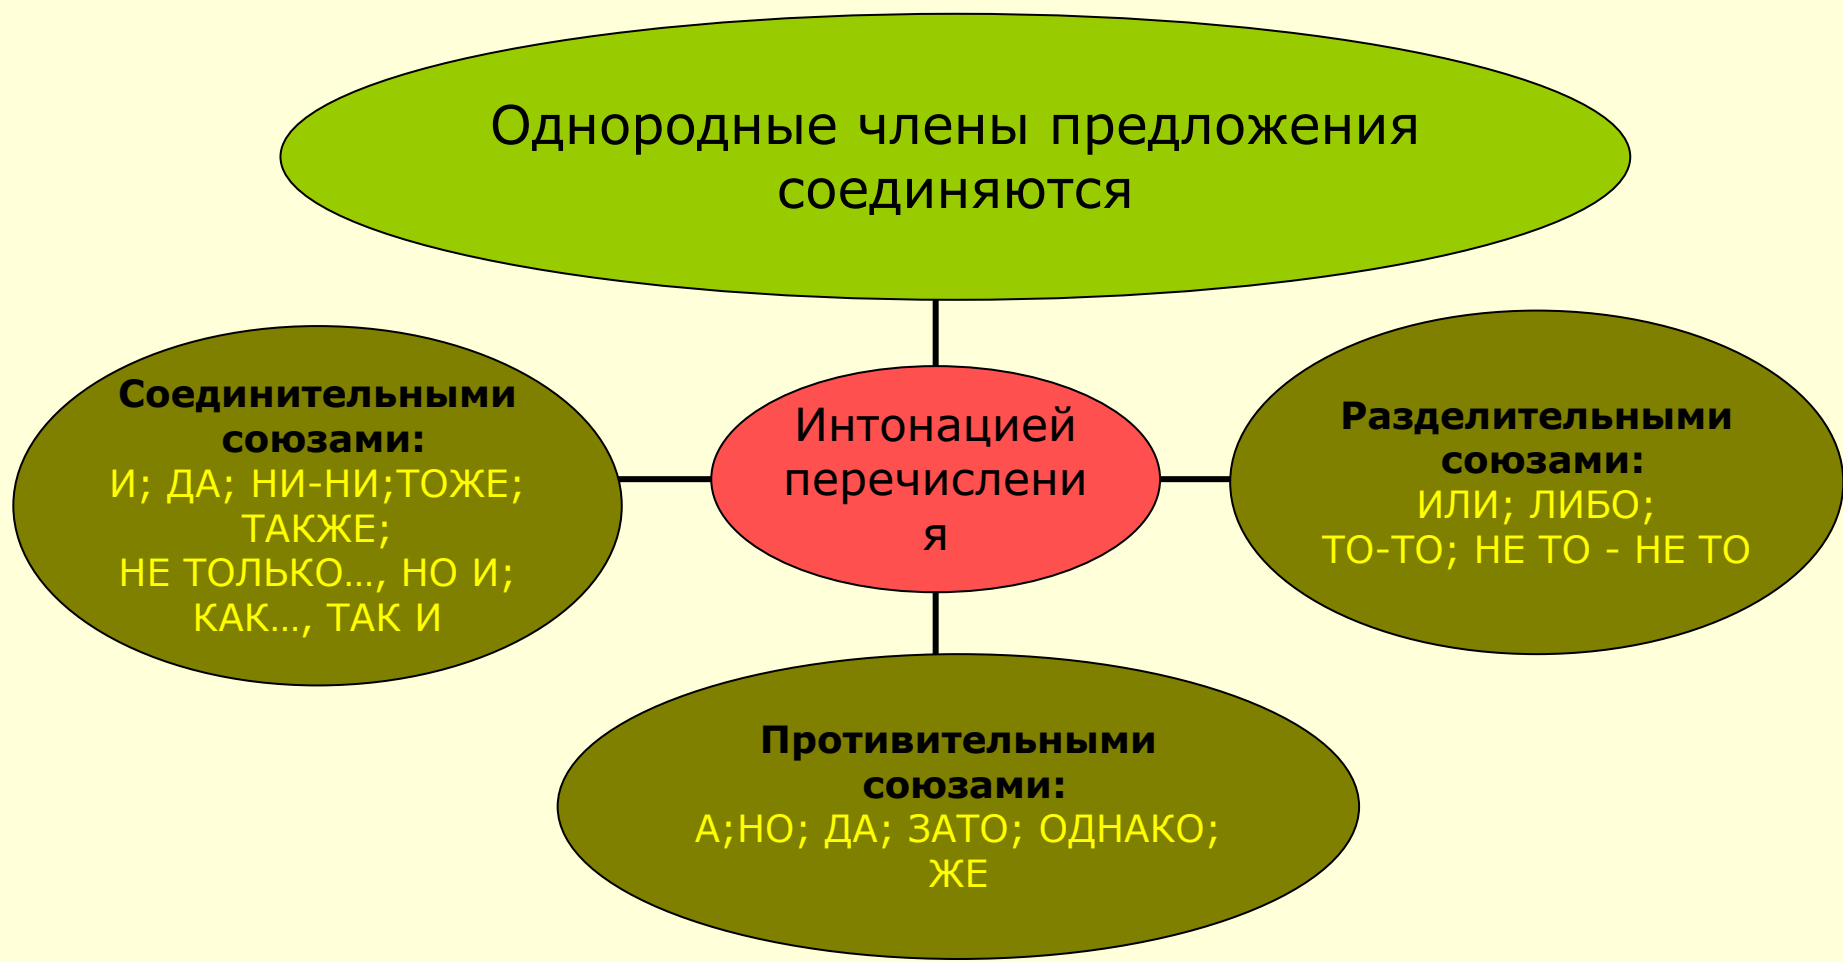 Однородные члены предложения
соединяются
Соединительными
союзами:
И; ДА; НИ-НИ;ТОЖЕ;
ТАКЖЕ;
НЕ ТОЛЬКО…, НО И;
КАК…, ТАК И
Интонацией
перечислени
я
Разделительными
союзами:
ИЛИ; ЛИБО;
ТО-ТО; НЕ ТО - НЕ ТО
Противительными
союзами:
А;НО; ДА; ЗАТО; ОДНАКО;
ЖЕ